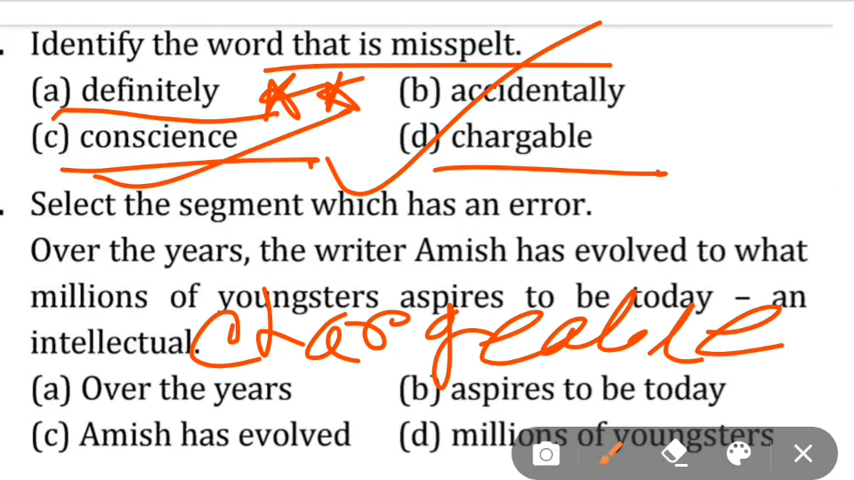 . Identify the word that is misspelt.
(a) definitely (b) accidentally
(c) conscience (d) chargable
. Select the segment which has an error.
Over the years, the writer Amish has evolved to what
millions of youngsters aspires to be today – an
intellectual.
chargeable
(a) Over the years (b) aspires to be today
(c) Amish has evolved (d) millions of youngsters